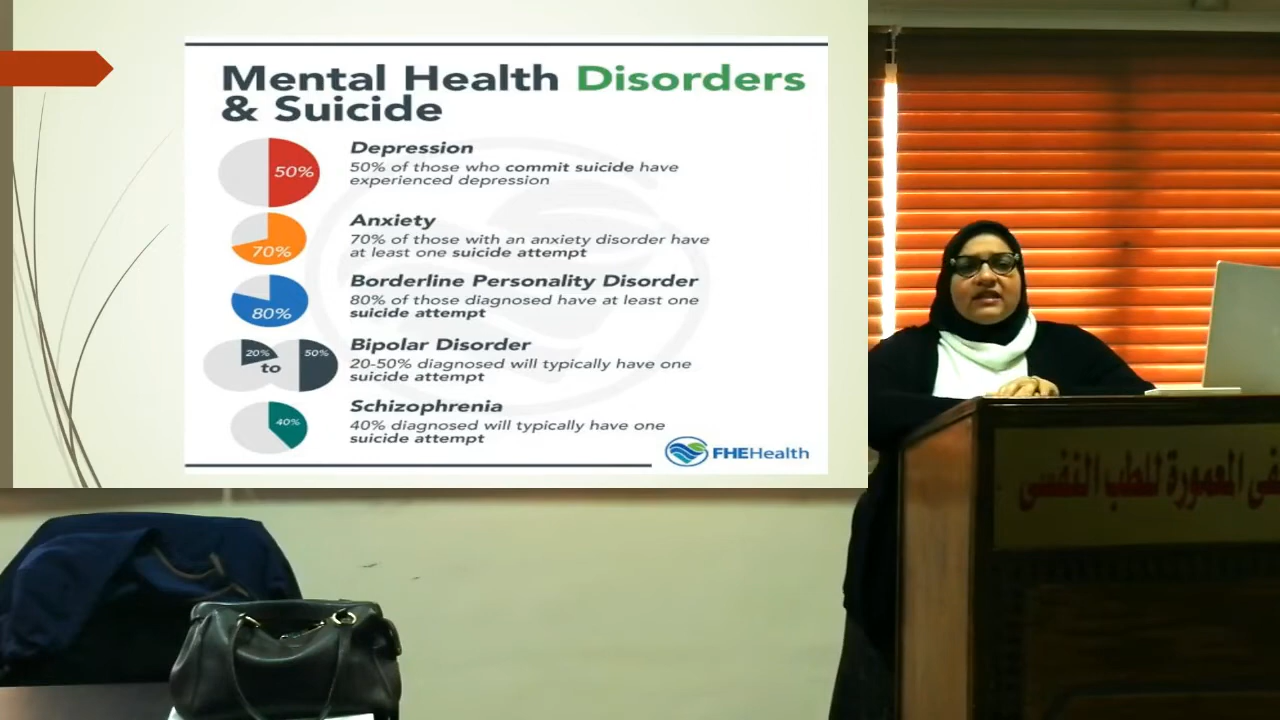 Mental Health Disorders
& Suicide
50%
Depression
50% of those who commit suicide have
experienced depression
70%
Anxiety
70% of those with an anxiety disorder have
at least one suicide attempt
80%
Borderline Personality Disorder
80% of those diagnosed have at least one
suicide attempt
20% to 50%
Bipolar Disorder
20-50% diagnosed will typically have one
suicide attempt
40%
Schizophrenia
40% diagnosed will typically have one
suicide attempt
FHEHealth
المعمورة للطب النفسى